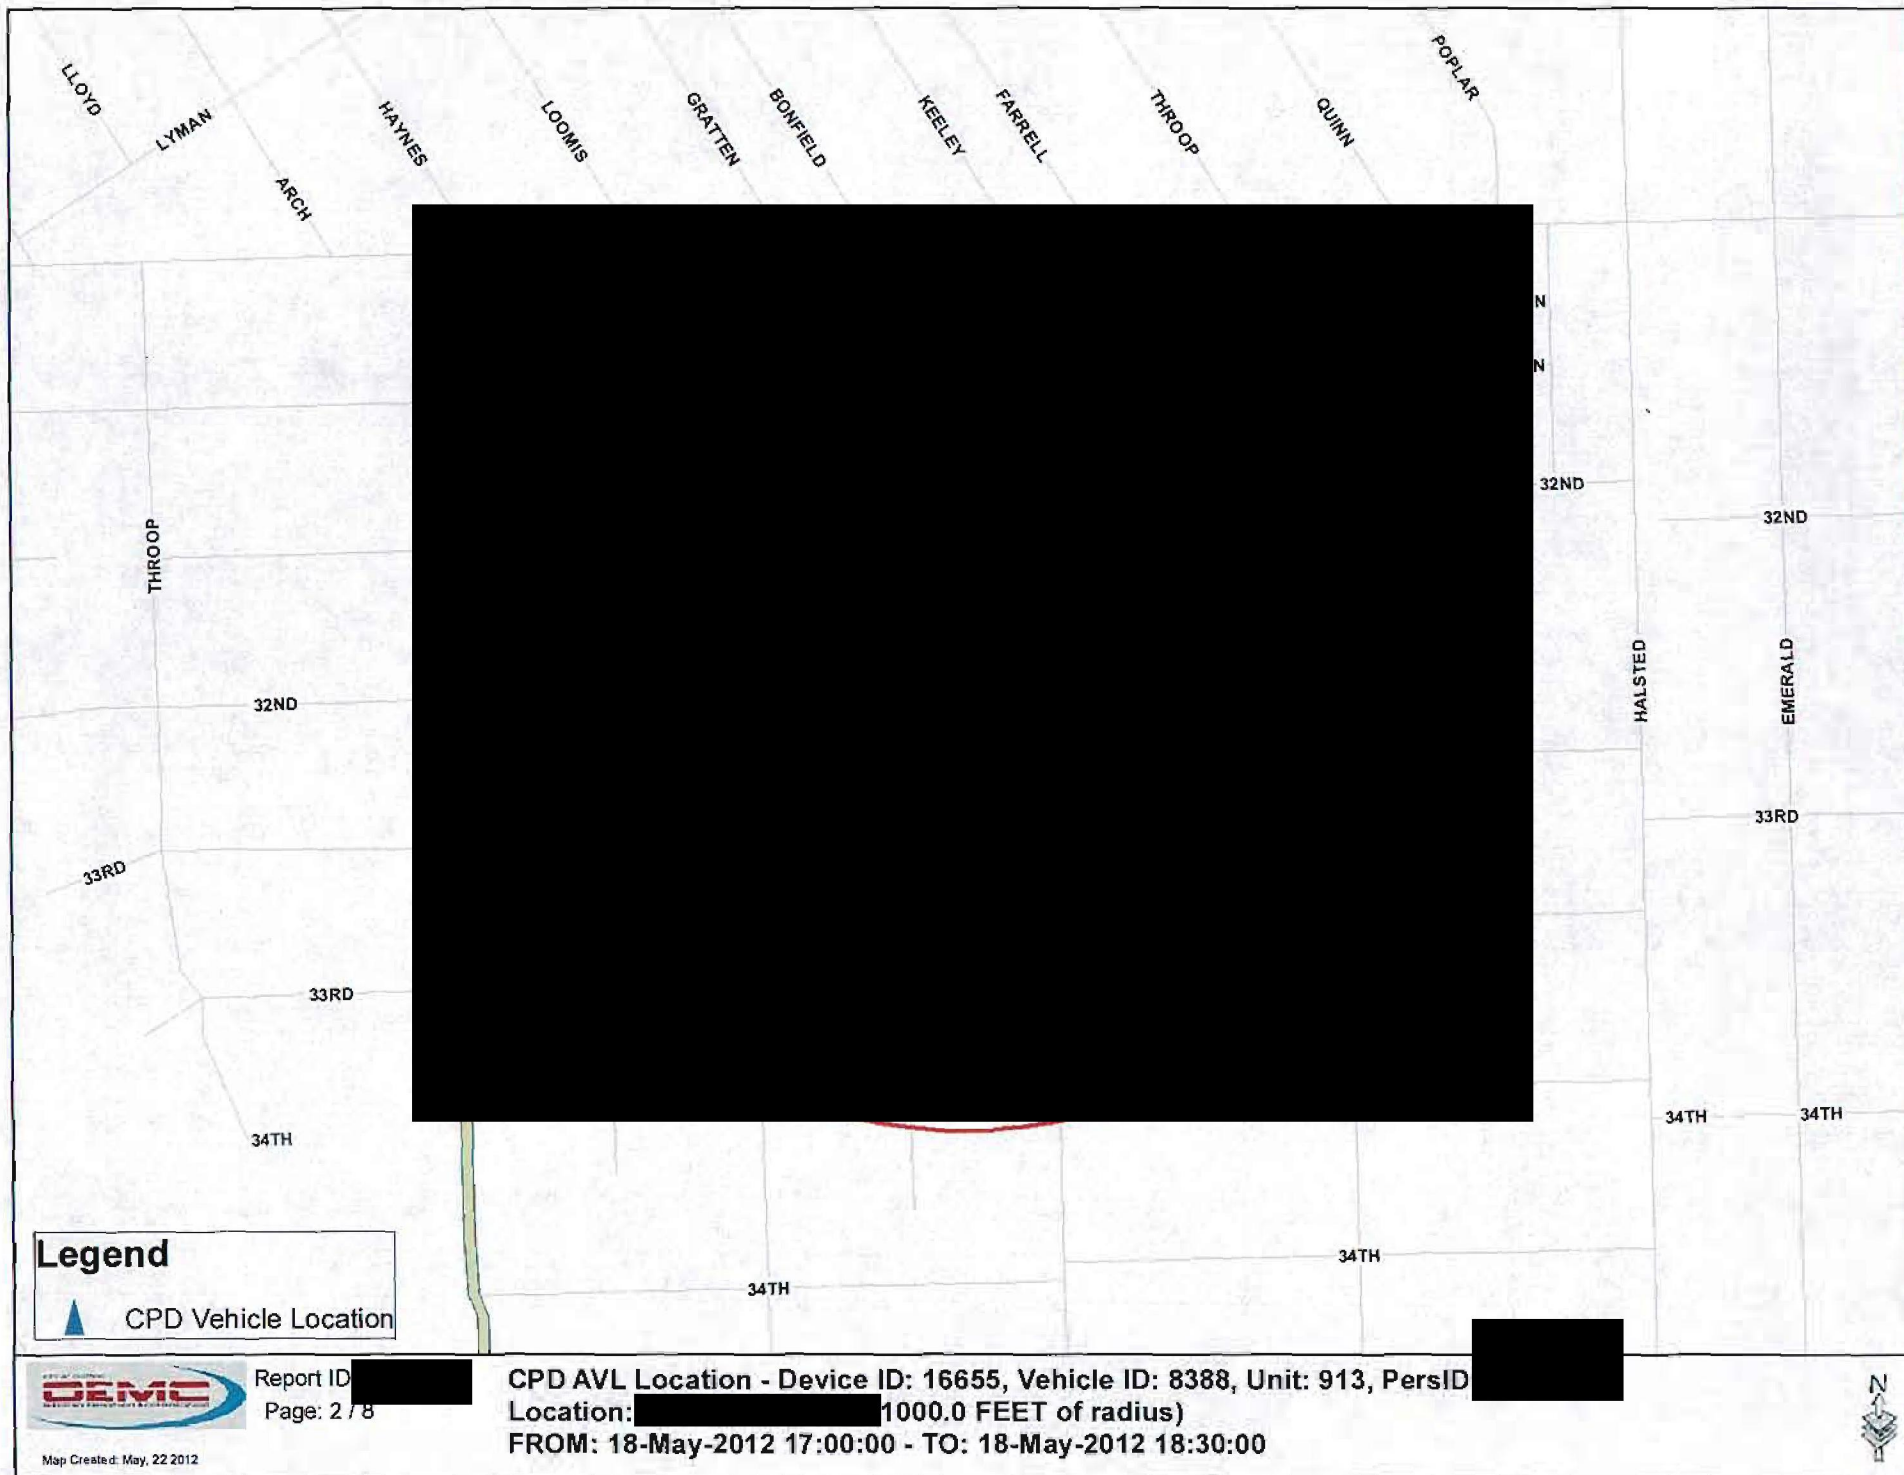 POPLAR
LLOYD
LYMAN
HAYNES
LOOMIS
GRATTEN
BONFIELD
KEELEY
FARRELL
THROOP
QUINN
ARCH
N
N
32ND
32ND
THROOP
32ND
HALSTED
EMERALD
33RD
33RD
33RD
34TH
34TH
34TH
34TH
34TH
Legend
CPD Vehicle Location
OEMC
Report ID
Page: 2 / 8
Map Created: May, 22 2012
CPD AVL Location - Device ID: 16655, Vehicle ID: 8388, Unit: 913, PersID
Location: 1000.0 FEET of radius)
FROM: 18-May-2012 17:00:00 - TO: 18-May-2012 18:30:00
N